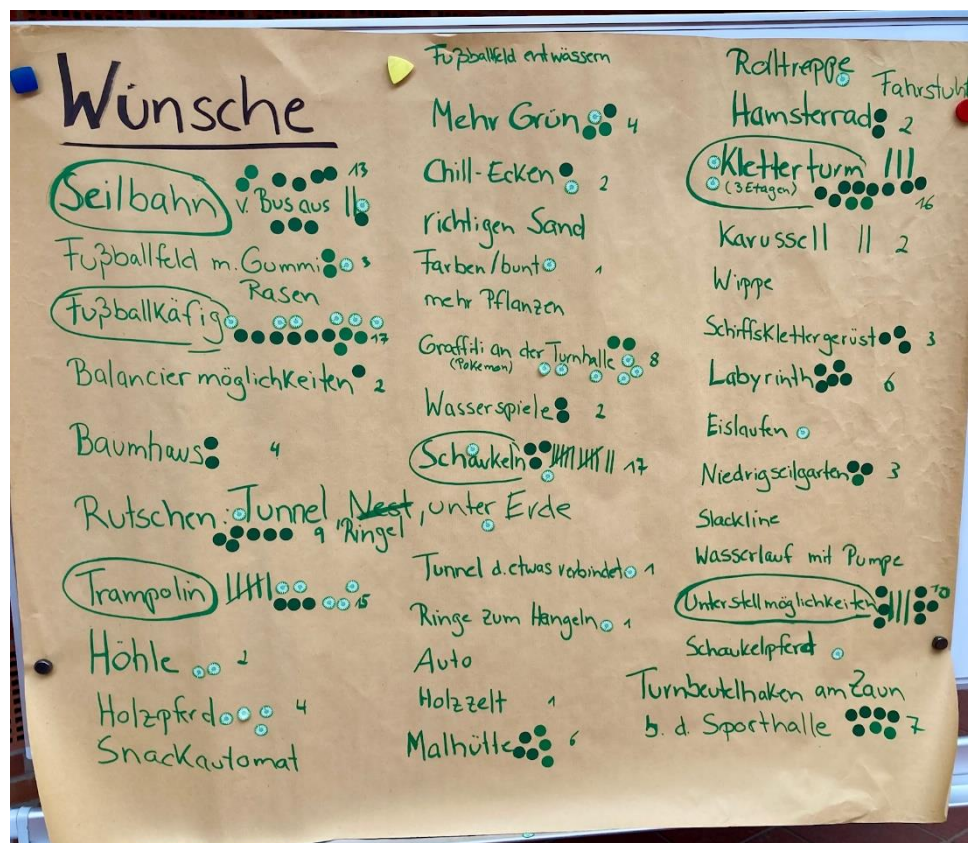 Wünsche
Seilbahn v. Bus aus || 13
Fußballfeld m. Gummi 3
Rasen
Fußballkäfig 17
Balanciermöglichkeiten 2
Baumhaus 4
Rutschen: Tunnel Nest, unter Erde
9 "Ringel
Trampolin |||| 15
Höhle 2
Holzpferd 4
Snackautomat
Fußballfeld entwässern
Mehr Grün 4
Chill-Ecken 2
richtigen Sand
Farben/bunt 1
mehr Pflanzen
Graffiti an der Turnhalle 8
(Pokemon)
Wasserspiele 2
Schaukeln |||| |||| || 17
Tunnel d. etwas verbindet 1
Ringe zum Hangeln 1
Auto
Holzzelt 1
Malhütte 6
Rolltreppe
Fahrstuhl
Hamsterrad 2
Kletterturm |||
(3 Etagen) 16
Karussell || 2
Wippe
Schiffsklettergerüst 3
Labyrinth 6
Eislaufen
Niedrigseilgarten 3
Slackline
Wasserlauf mit Pumpe
Unterstellmöglichkeiten ||| 10
Schaukelpferd
Turnbeutelhaken am Zaun
b. d. Sporthalle 7